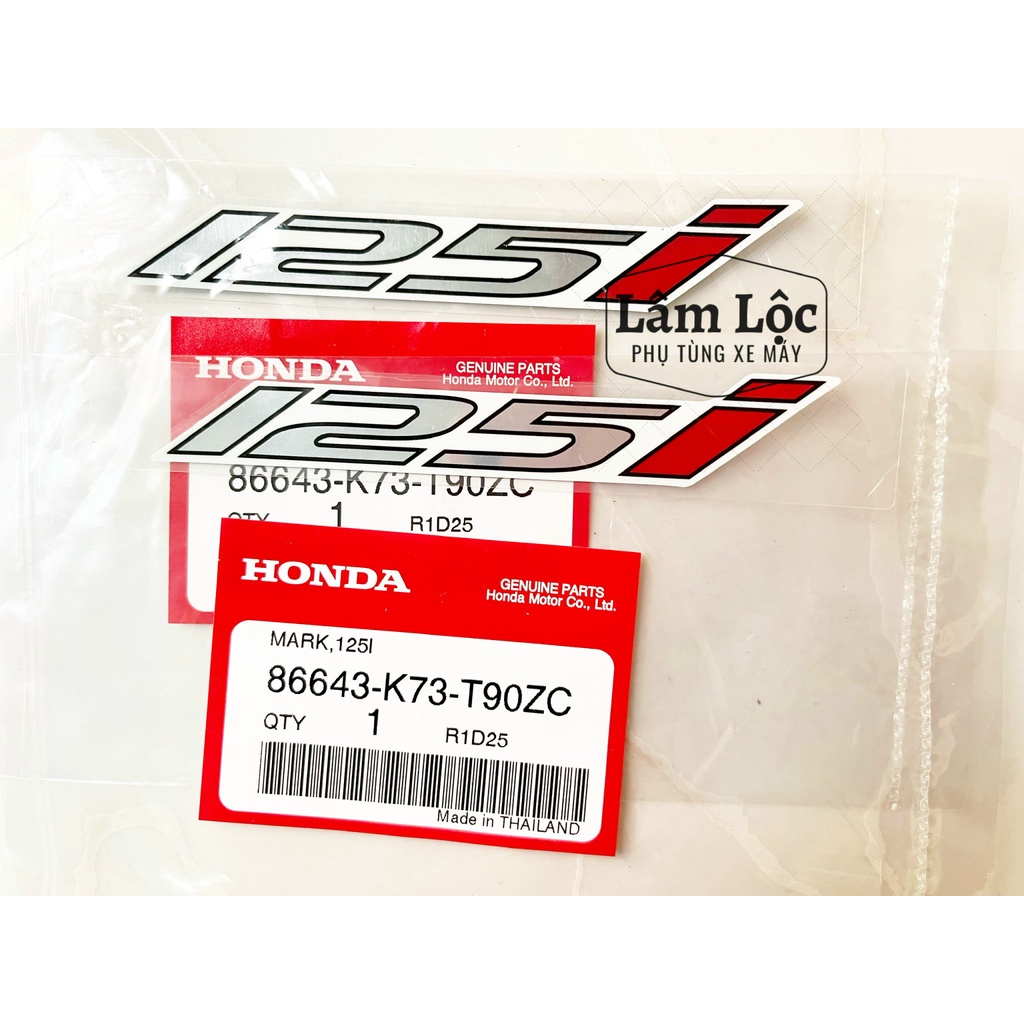 125i
Lâm Lộc
PHỤ TÙNG XE MÁY
HONDA
GENUINE PARTS
Honda Motor Co., Ltd.
125i
86643-K73-T90ZC
QTY 1 R1D25
HONDA
GENUINE PARTS
Honda Motor Co., Ltd.
MARK,125I
86643-K73-T90ZC
QTY 1 R1D25
Made in THAILAND